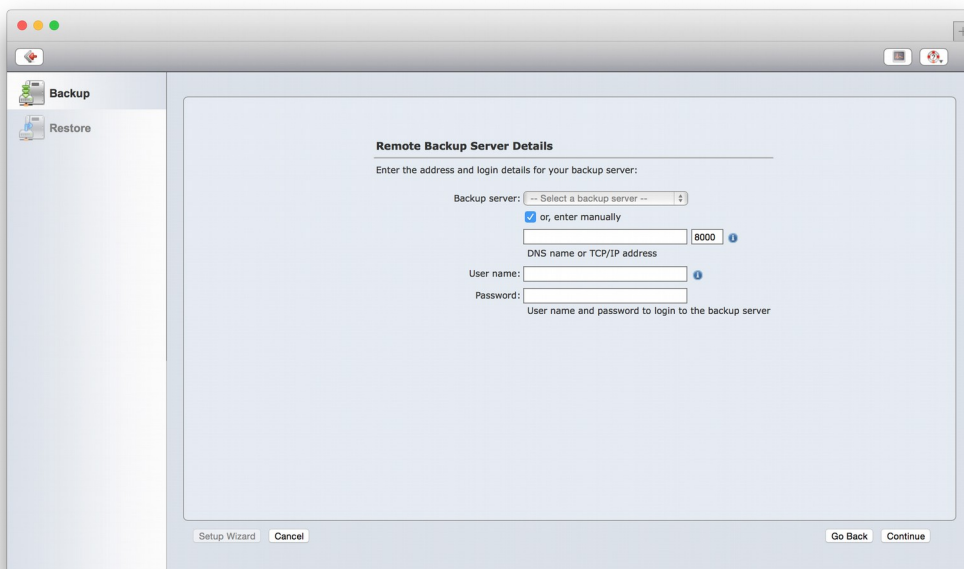 Backup
Restore
Remote Backup Server Details
Enter the address and login details for your backup server:
Backup server: -- Select a backup server --
or, enter manually
8000
DNS name or TCP/IP address
User name:
Password:
User name and password to login to the backup server
Setup Wizard Cancel Go Back Continue